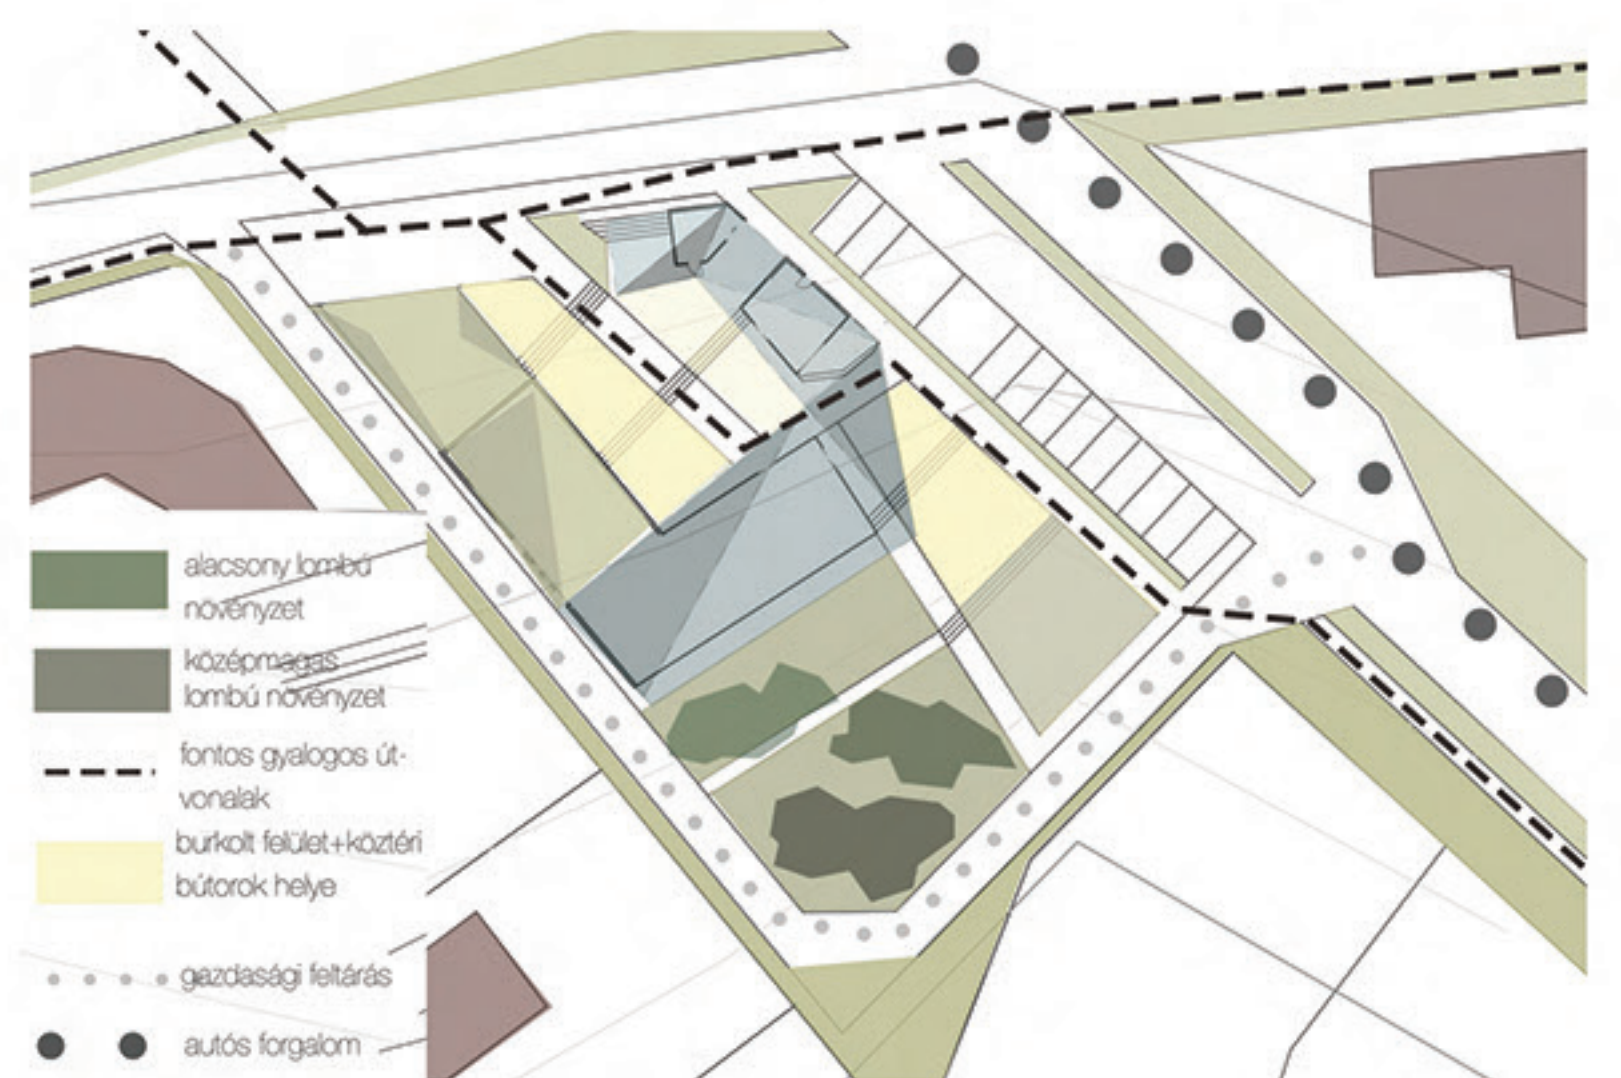 alacsony lombú
növényzet
középmagas
lombú növényzet
fontos gyalogos út-
vonalak
burkolt felület+köztéri
bútorok helye
gazdasági feltárás
autós forgalom